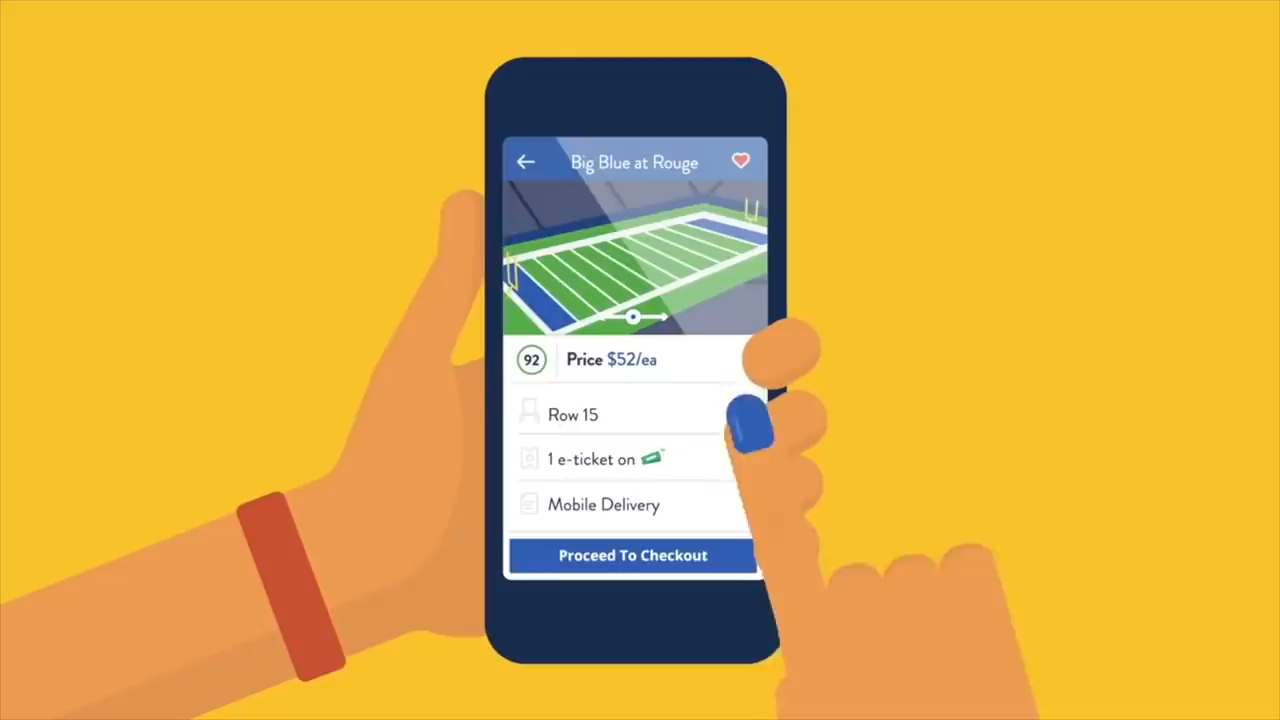 Big Blue at Rouge
92 Price $52/ea
Row 15
1 e-ticket on
Mobile Delivery
Proceed To Checkout